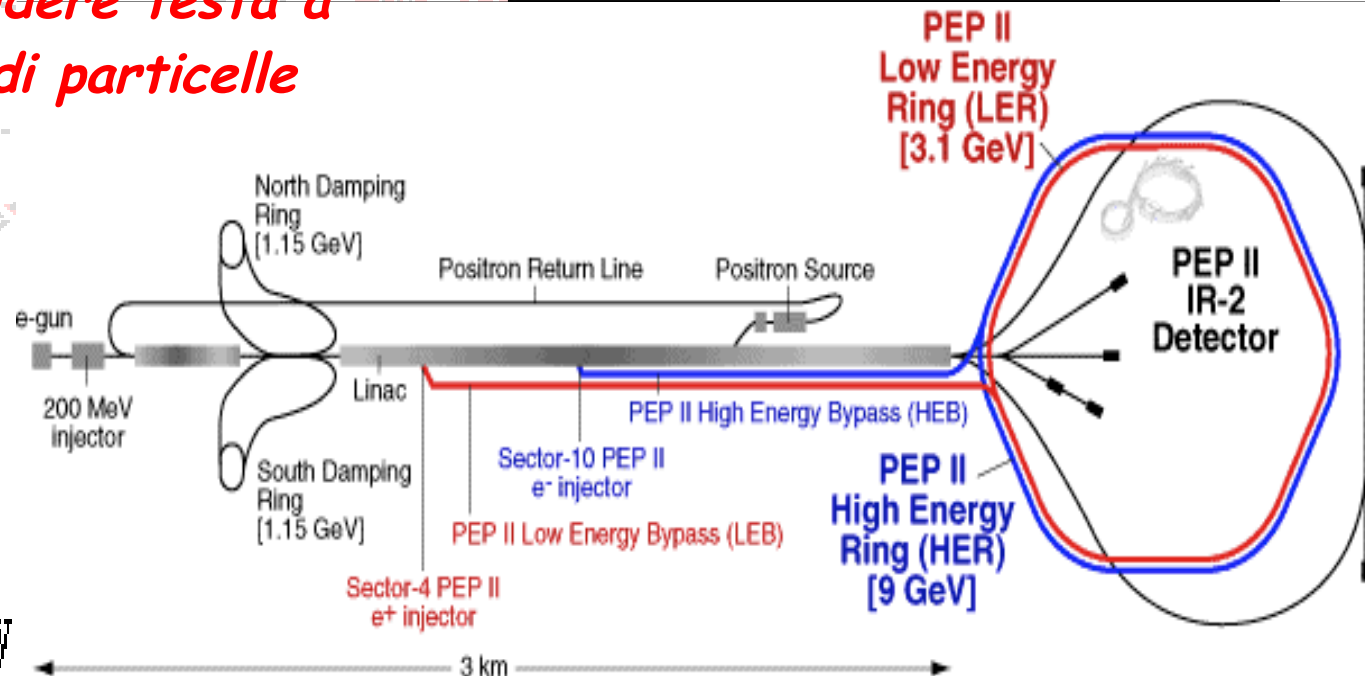 testa a
di particelle
PEP II
Low Energy
Ring (LER)
[3.1 GeV]
North Damping
Ring
[1.15 GeV]
Positron Return Line
Positron Source
e-gun
PEP II
IR-2
Detector
Linac
200 MeV
injector
PEP II High Energy Bypass (HEB)
Sector-10 PEP II
e- injector
South Damping
Ring
[1.15 GeV]
PEP II Low Energy Bypass (LEB)
PEP II
High Energy
Ring (HER)
[9 GeV]
Sector-4 PEP II
e+ injector
3 km